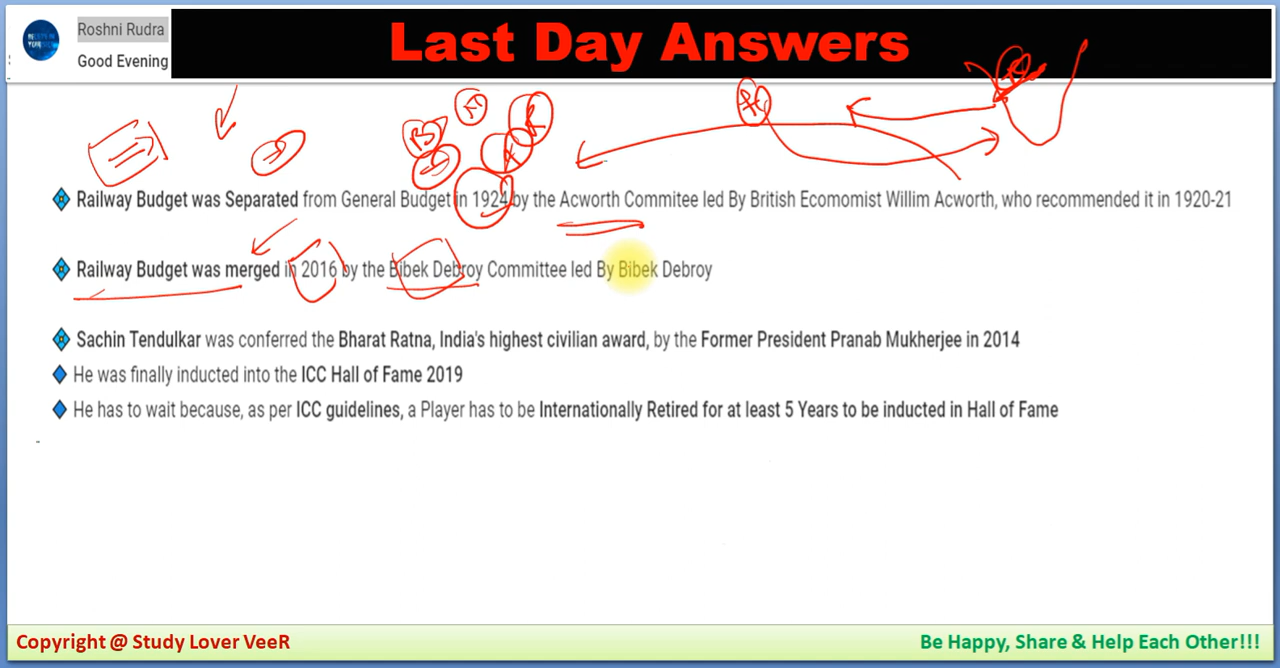 Roshni Rudra
Good Evening
Last Day Answers
Railway Budget was Separated from General Budget in 1924 by the Acworth Commitee led By British Ecomomist Willim Acworth, who recommended it in 1920-21
Railway Budget was merged in 2016 by the Bibek Debroy Committee led By Bibek Debroy
Sachin Tendulkar was conferred the Bharat Ratna, India's highest civilian award, by the Former President Pranab Mukherjee in 2014
He was finally inducted into the ICC Hall of Fame 2019
He has to wait because, as per ICC guidelines, a Player has to be Internationally Retired for at least 5 Years to be inducted in Hall of Fame
Copyright @ Study Lover VeeR
Be Happy, Share & Help Each Other!!!